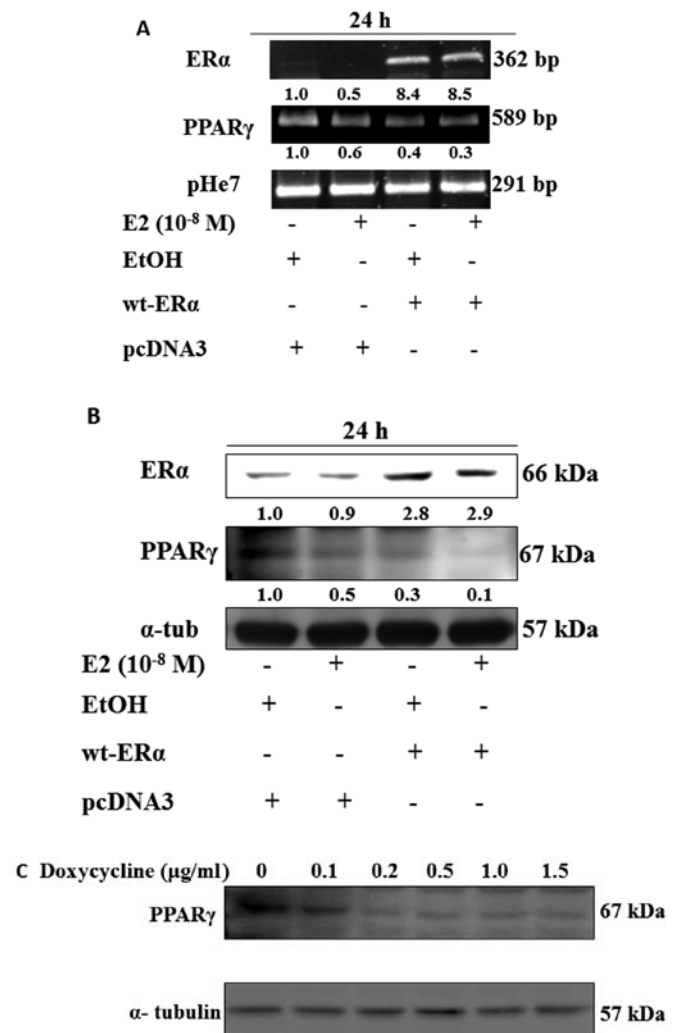 A
24 h
ERα 362 bp
1.0 0.5 8.4 8.5
PPARγ 589 bp
1.0 0.6 0.4 0.3
pHe7 291 bp
E2 (10⁻⁸ M) - + - +
EtOH + - + -
wt-ERα - - + +
pcDNA3 + + - -
B
24 h
ERα 66 kDa
1.0 0.9 2.8 2.9
PPARγ 67 kDa
1.0 0.5 0.3 0.1
α-tub 57 kDa
E2 (10⁻⁸ M) - + - +
EtOH + - + -
wt-ERα - - + +
pcDNA3 + + - -
C Doxycycline (µg/ml) 0 0.1 0.2 0.5 1.0 1.5
PPARγ 67 kDa
α- tubulin 57 kDa